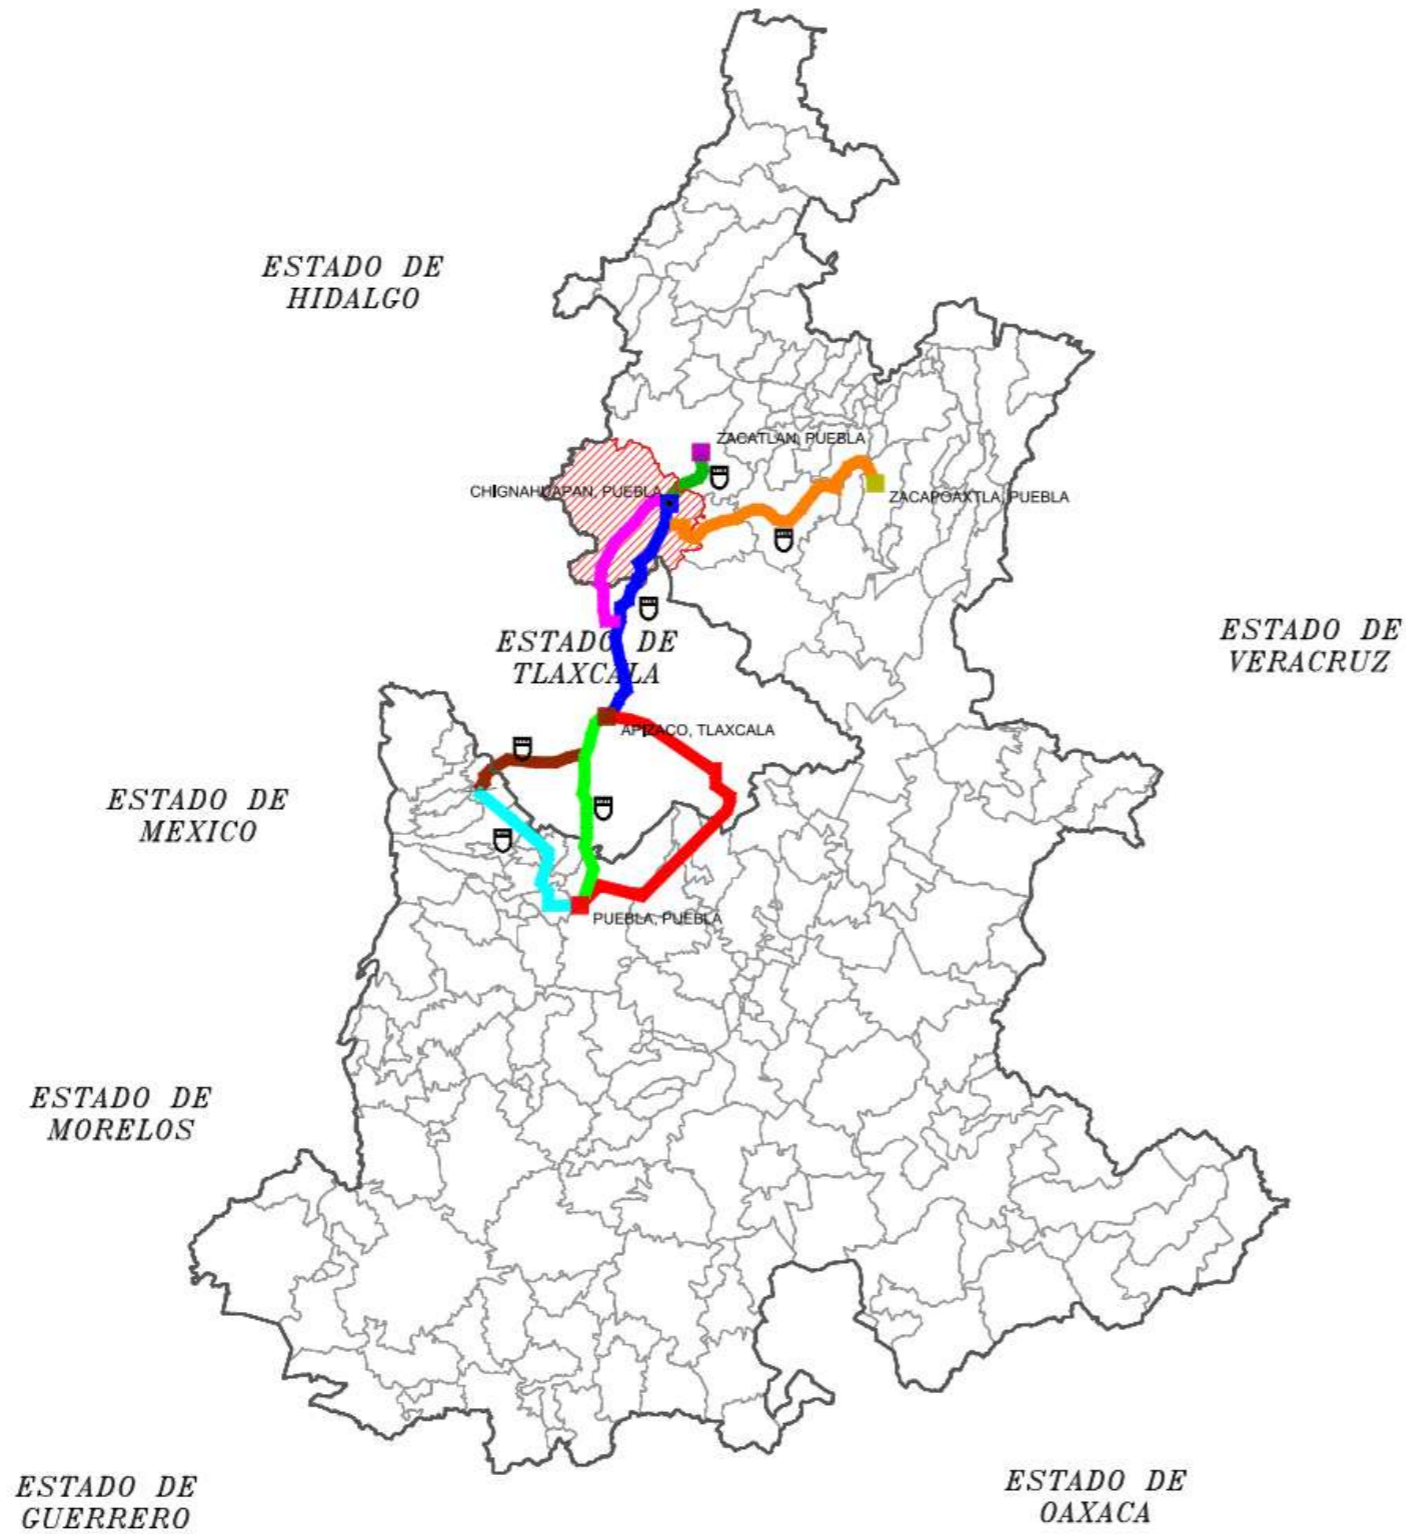 ESTADO DE
HIDALGO
ZACATLAN, PUEBLA
CHIGNAHUAPAN, PUEBLA
ZACAPOAXTLA, PUEBLA
ESTADO DE
TLAXCALA
ESTADO DE
VERACRUZ
APIZACO, TLAXCALA
ESTADO DE
MEXICO
PUEBLA, PUEBLA
ESTADO DE
MORELOS
ESTADO DE
GUERRERO
ESTADO DE
OAXACA